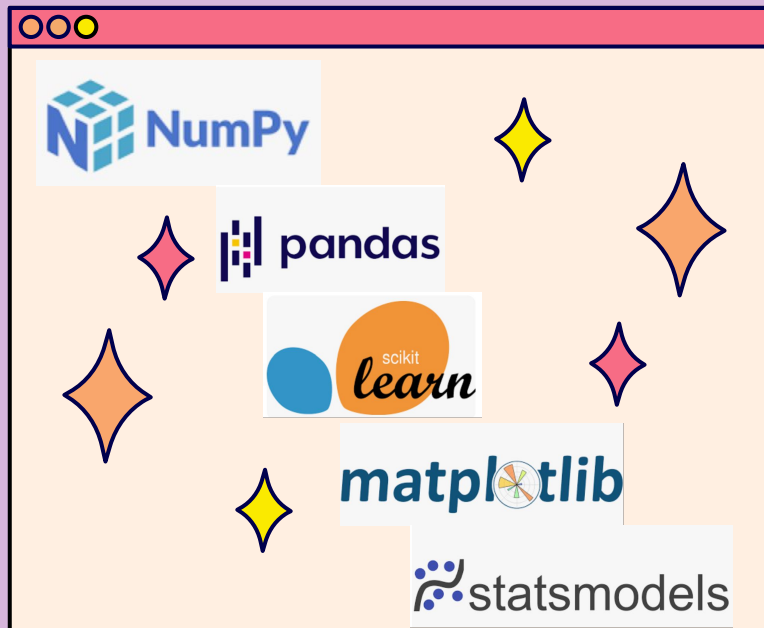 NumPy
pandas
scikit
learn
matplotlib
statsmodels